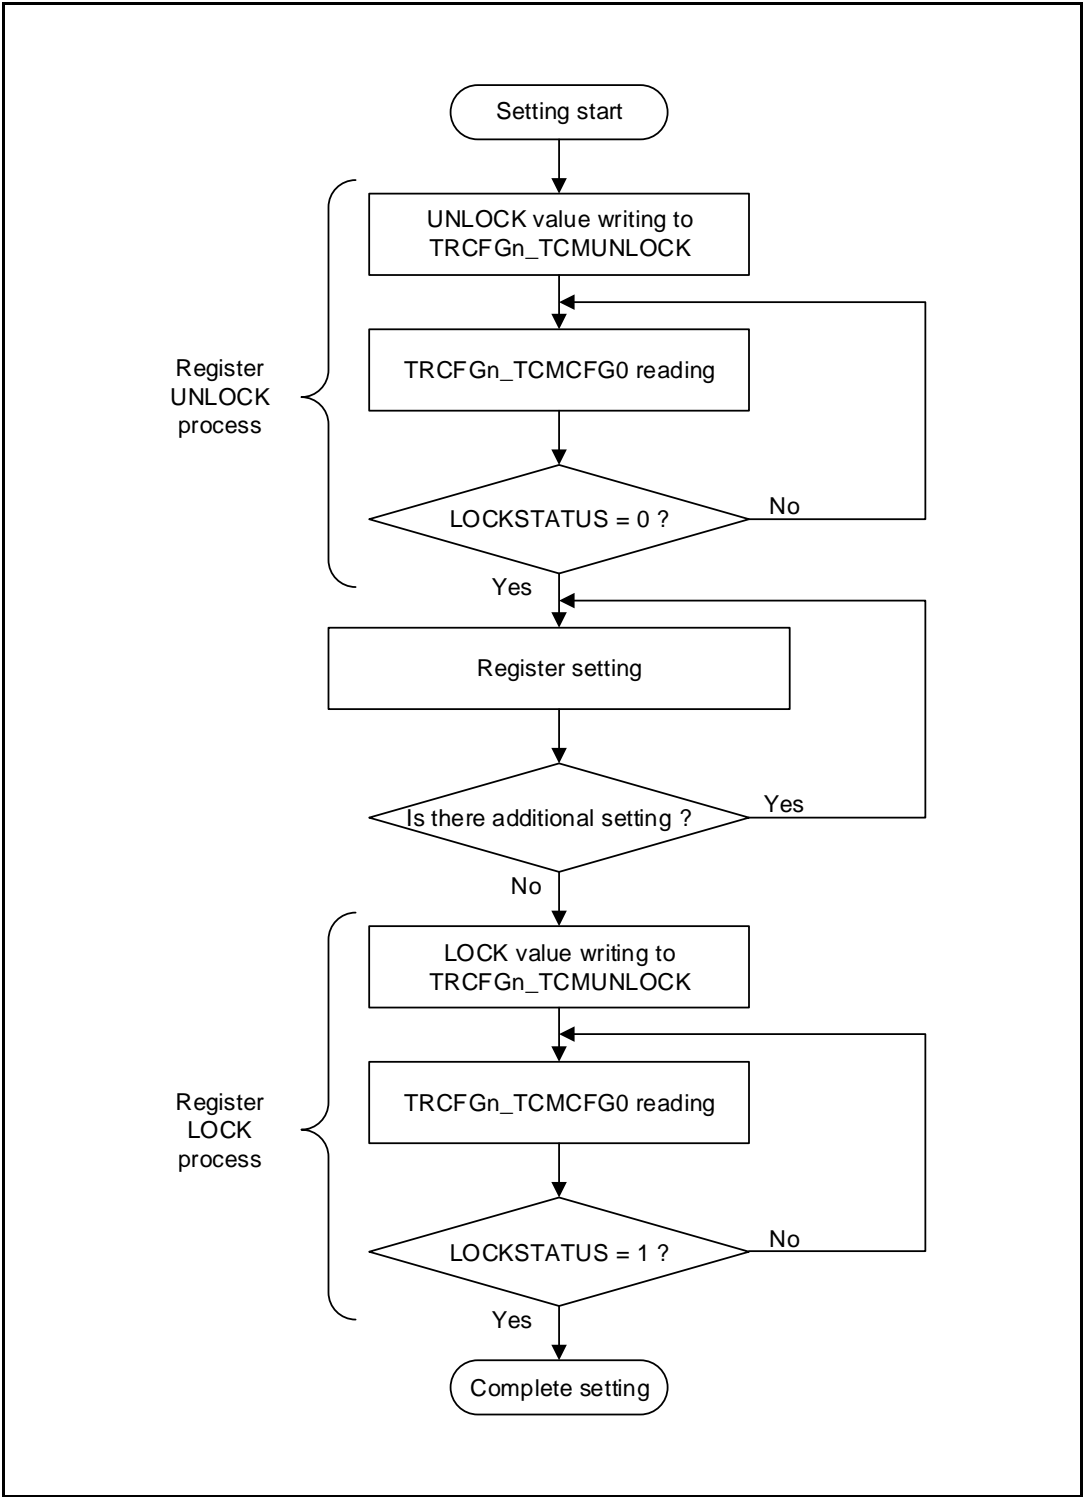 Setting start
UNLOCK value writing to
TRCFGn_TCMUNLOCK
TRCFGn_TCMCFG0 reading
Register
UNLOCK
process
LOCKSTATUS = 0 ?
No
Yes
Register setting
Is there additional setting ?
Yes
No
LOCK value writing to
TRCFGn_TCMUNLOCK
TRCFGn_TCMCFG0 reading
Register
LOCK
process
LOCKSTATUS = 1 ?
No
Yes
Complete setting